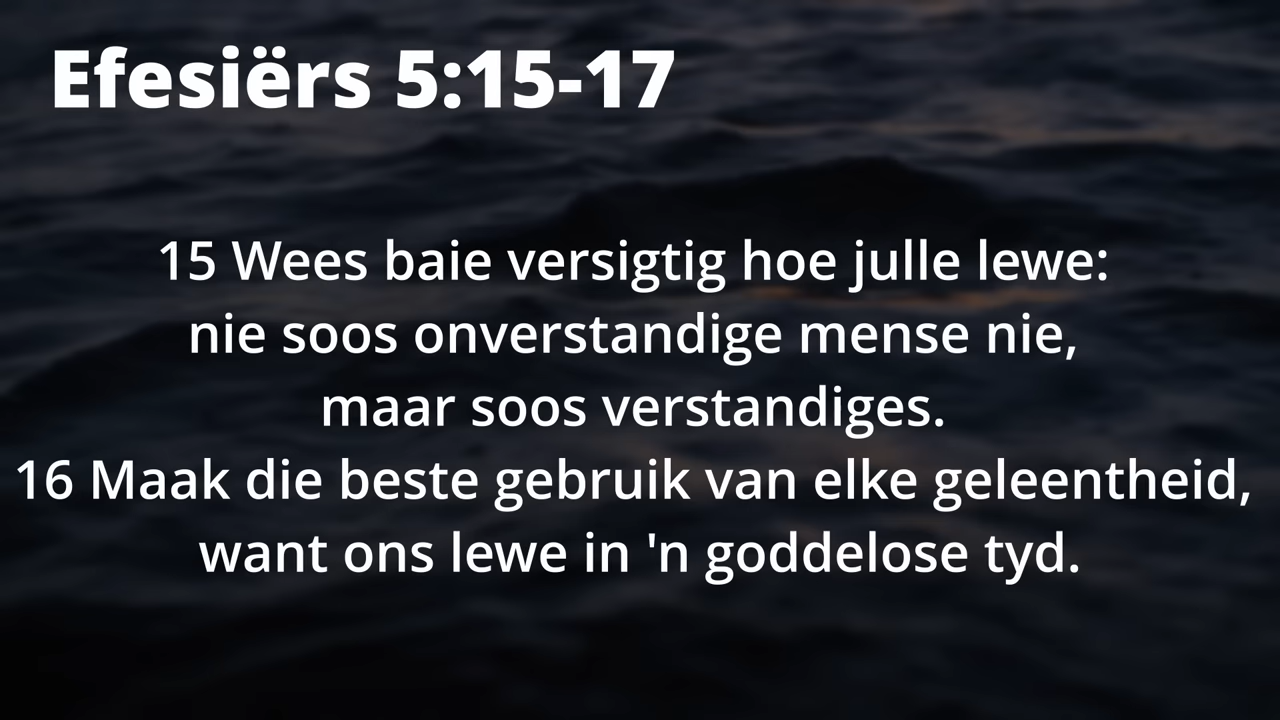 Efesiërs 5:15-17
15 Wees baie versigtig hoe julle lewe:
nie soos onverstandige mense nie,
maar soos verstandiges.
16 Maak die beste gebruik van elke geleentheid,
want ons lewe in 'n goddelose tyd.